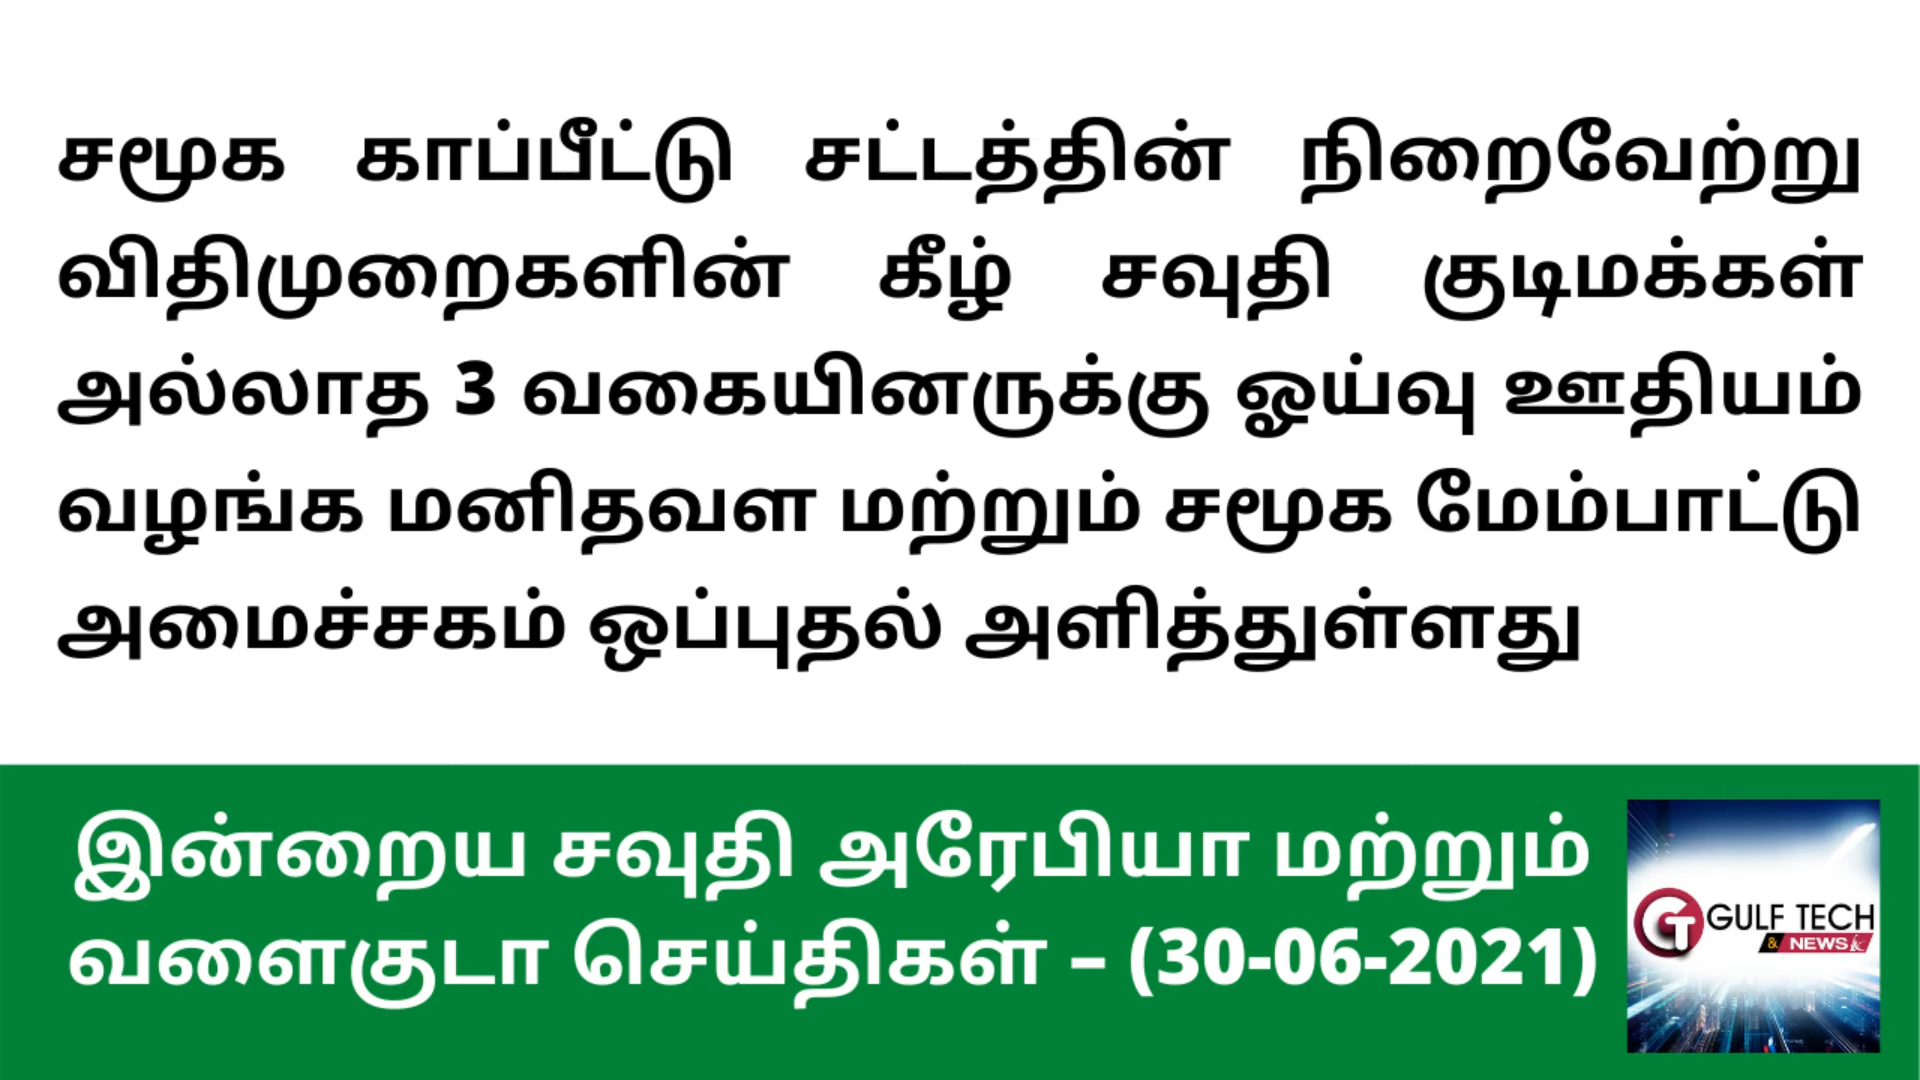 சமூக காப்பீட்டு சட்டத்தின் நிறைவேற்று
விதிமுறைகளின் கீழ் சவுதி குடிமக்கள்
அல்லாத 3 வகையினருக்கு ஓய்வு ஊதியம்
வழங்க மனிதவள மற்றும் சமூக மேம்பாட்டு
அமைச்சகம் ஒப்புதல் அளித்துள்ளது
இன்றைய சவுதி அரேபியா மற்றும்
வளைகுடா செய்திகள் – (30-06-2021)
GT GULF TECH
& NEWS